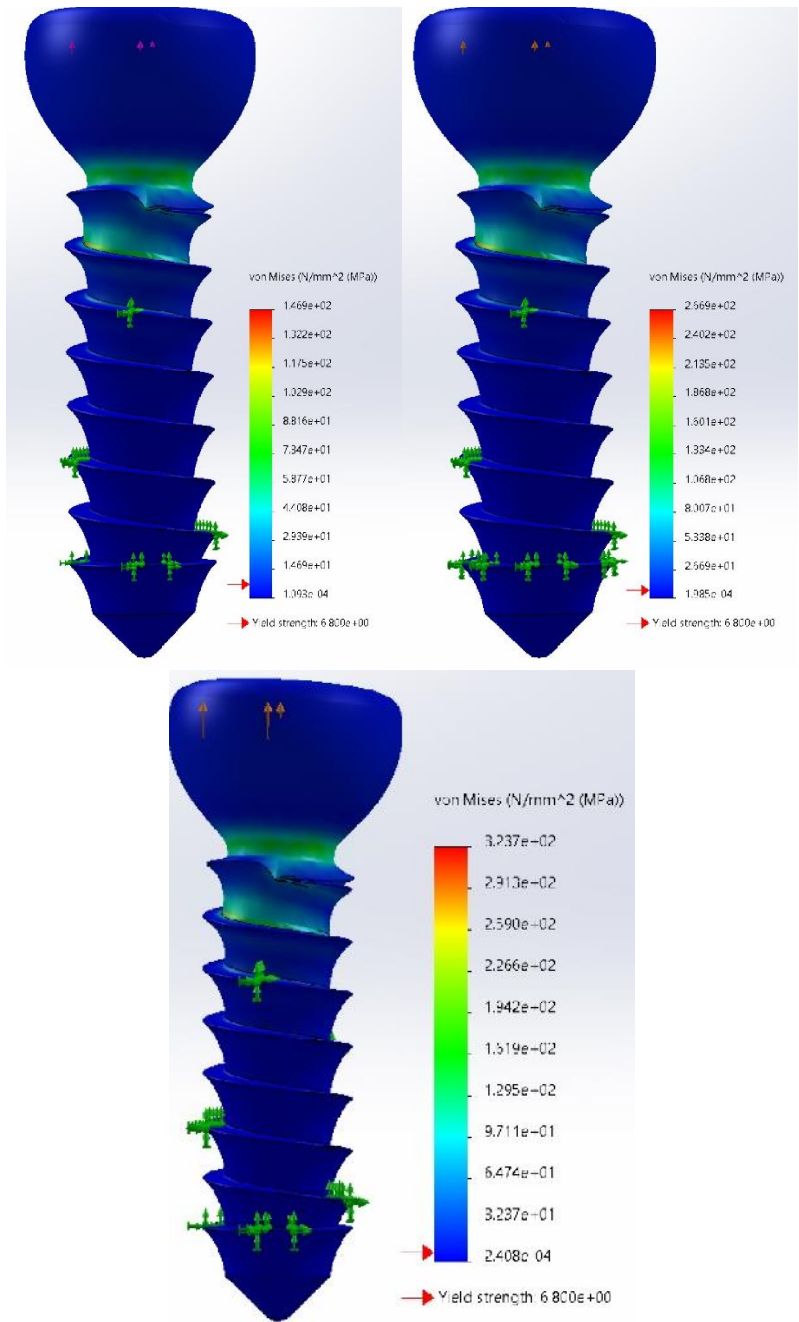 von Mises (N/mm^2 (MPa))
1.469e+02
1.322e+02
1.175e+02
1.029e+02
8.816e+01
7.347e+01
5.877e+01
4.408e+01
2.939e+01
1.469e+01
1.093e-04
Yield strength: 6.800e+00
von Mises (N/mm^2 (MPa))
2.669e+02
2.402e+02
2.135e+02
1.868e+02
1.601e+02
1.334e+02
1.068e+02
8.007e+01
5.338e+01
2.669e+01
1.985e-04
Yield strength: 6.800e+00
von Mises (N/mm^2 (MPa))
3.237e+02
2.913e+02
2.590e+02
2.266e+02
1.942e+02
1.619e+02
1.295e+02
9.711e+01
6.474e+01
3.237e+01
2.408e-04
Yield strength: 6.800e+00